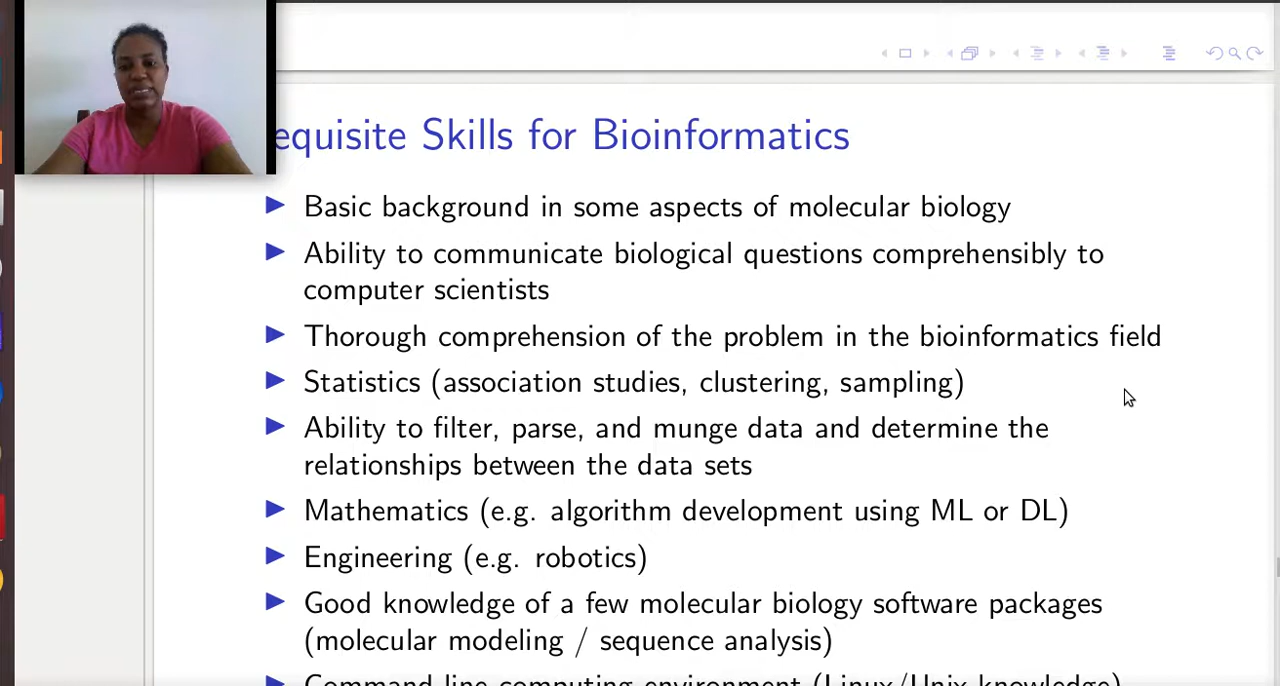 equisite Skills for Bioinformatics
Basic background in some aspects of molecular biology
Ability to communicate biological questions comprehensibly to
computer scientists
Thorough comprehension of the problem in the bioinformatics field
Statistics (association studies, clustering, sampling)
Ability to filter, parse, and munge data and determine the
relationships between the data sets
Mathematics (e.g. algorithm development using ML or DL)
Engineering (e.g. robotics)
Good knowledge of a few molecular biology software packages
(molecular modeling / sequence analysis)
Command line computing environment (Linux/Unix knowledge)